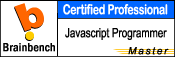 Certified Professional
Javascript Programmer
Brainbench
Master